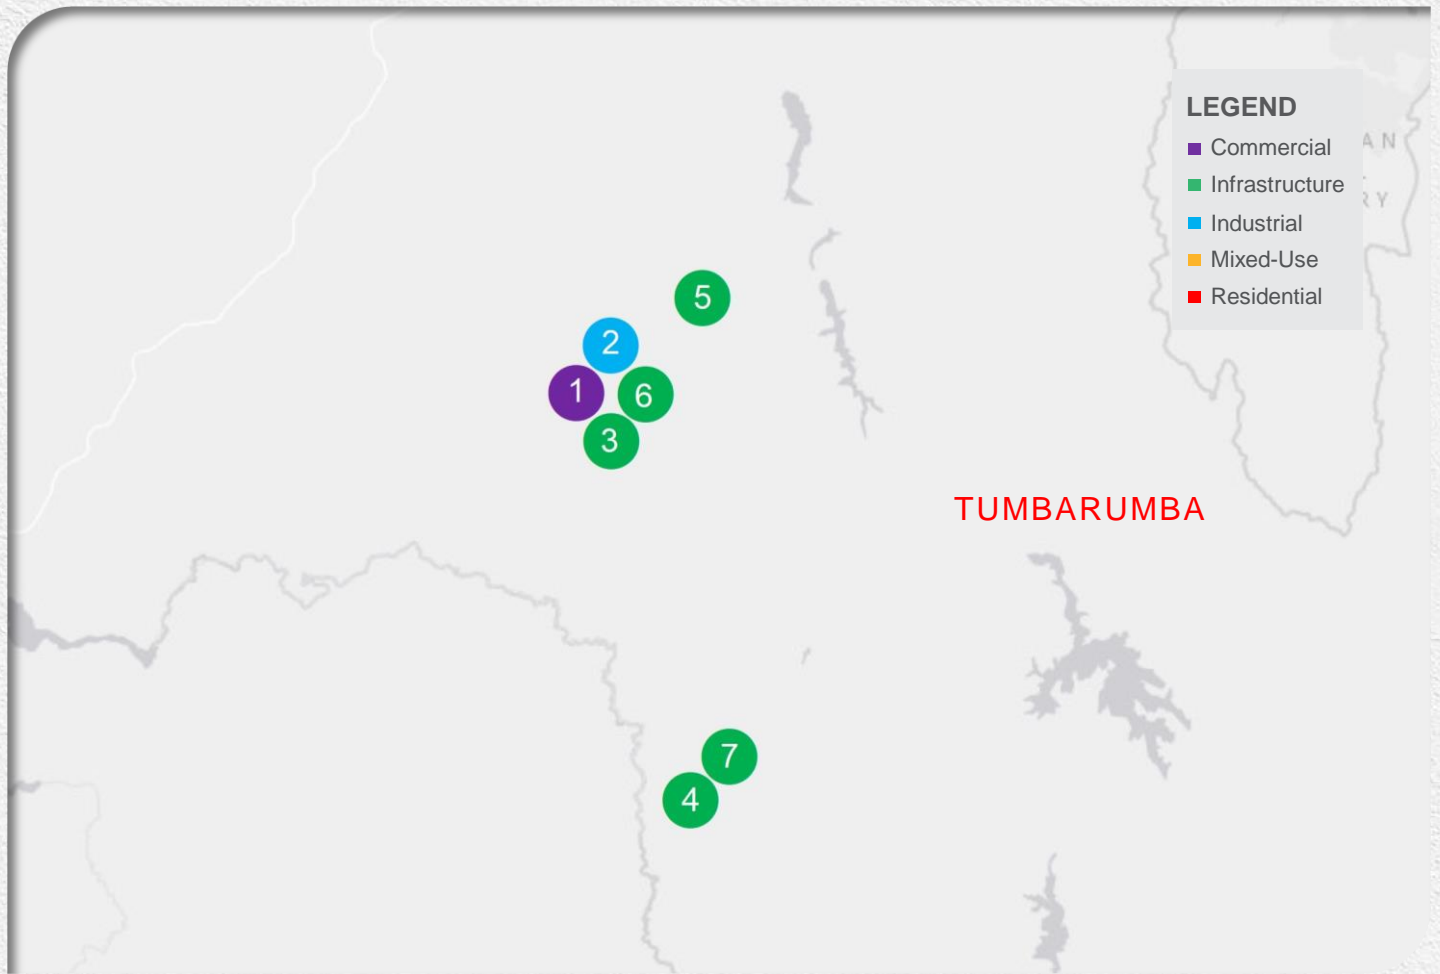 LEGEND
Commercial
Infrastructure
Industrial
Mixed-Use
Residential
A N
R Y
5
2
1
6
3
TUMBARUMBA
7
4